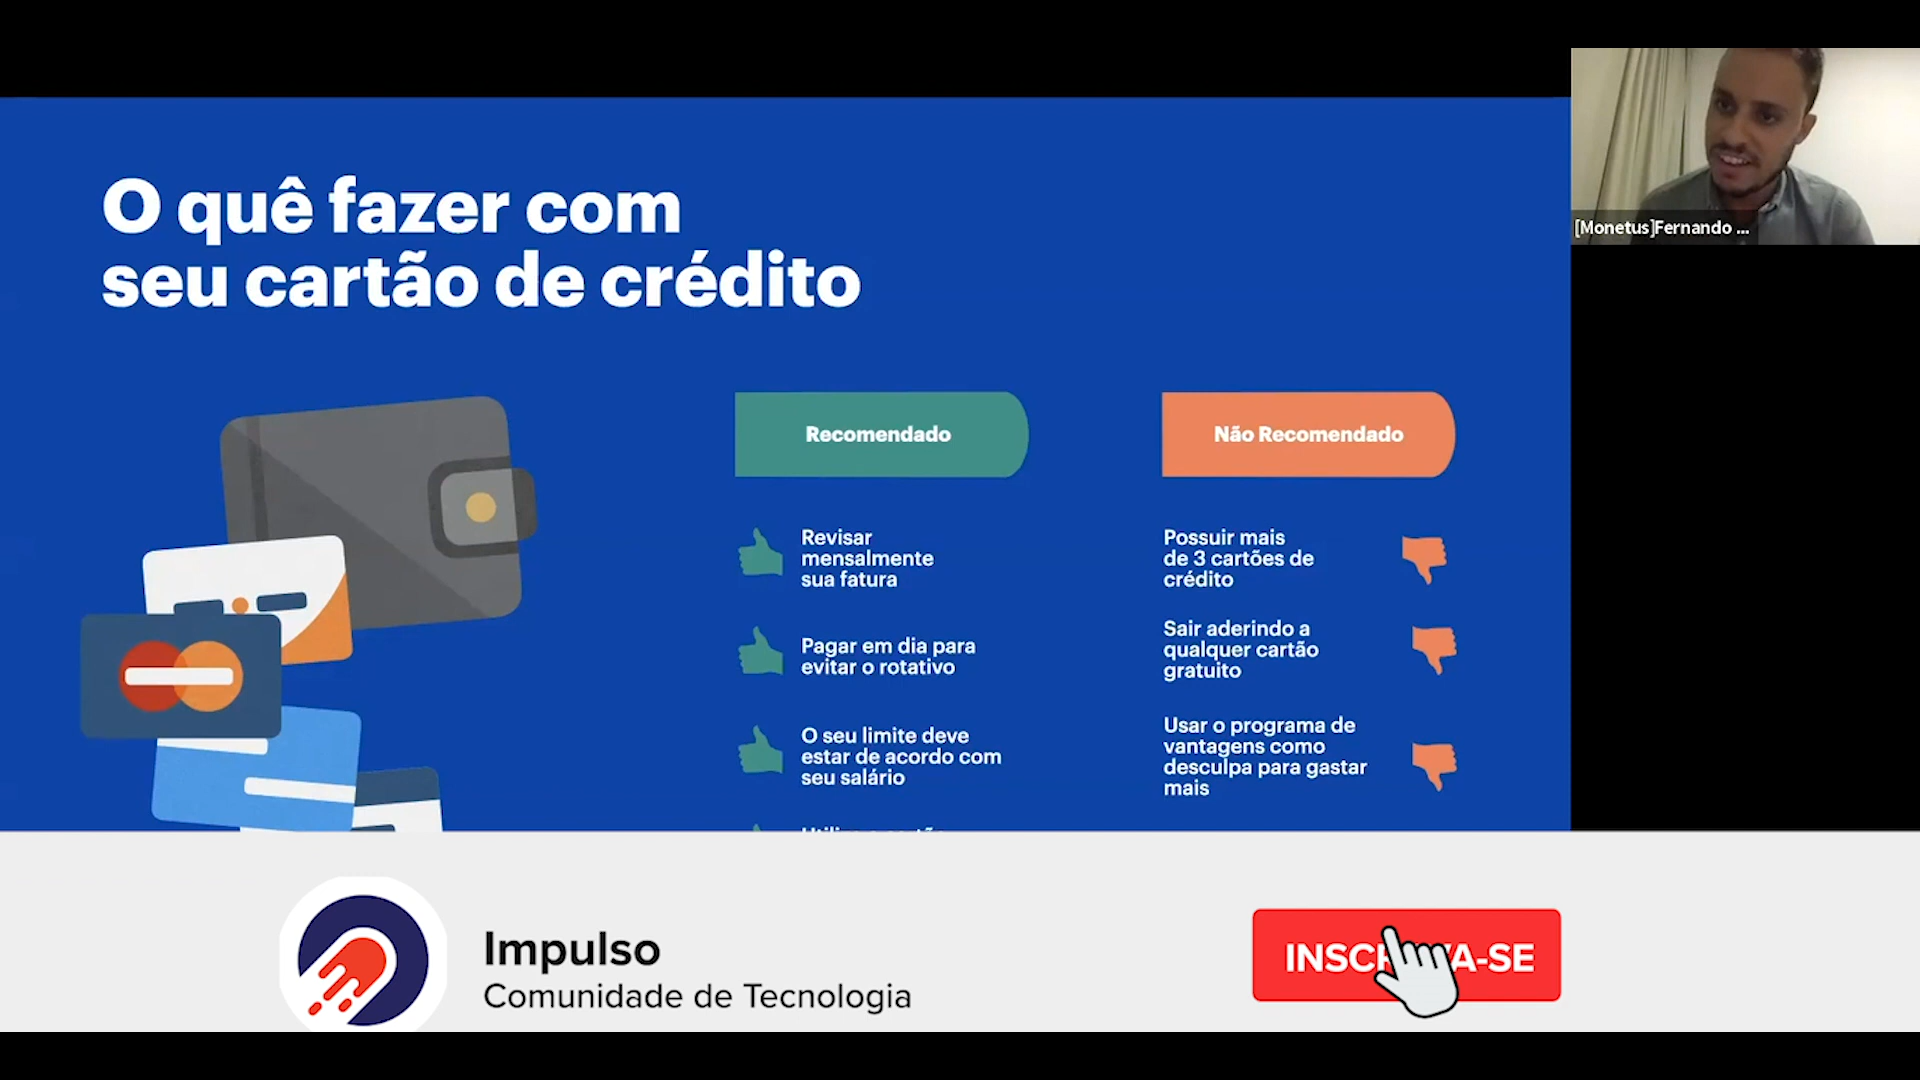 O quê fazer com
seu cartão de crédito
Recomendado
Revisar
mensalmente
sua fatura
Pagar em dia para
evitar o rotativo
O seu limite deve
estar de acordo com
seu salário
Não Recomendado
Possuir mais
de 3 cartões de
crédito
Sair aderindo a
qualquer cartão
gratuito
Usar o programa de
vantagens como
desculpa para gastar
mais
[Monetus]Fernando ...
Impulso
Comunidade de Tecnologia
INSCREVA-SE